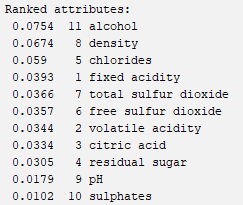 Ranked attributes:
0.0754 11 alcohol
0.0674 8 density
0.059 5 chlorides
0.0393 1 fixed acidity
0.0366 7 total sulfur dioxide
0.0357 6 free sulfur dioxide
0.0344 2 volatile acidity
0.0334 3 citric acid
0.0305 4 residual sugar
0.0179 9 pH
0.0102 10 sulphates